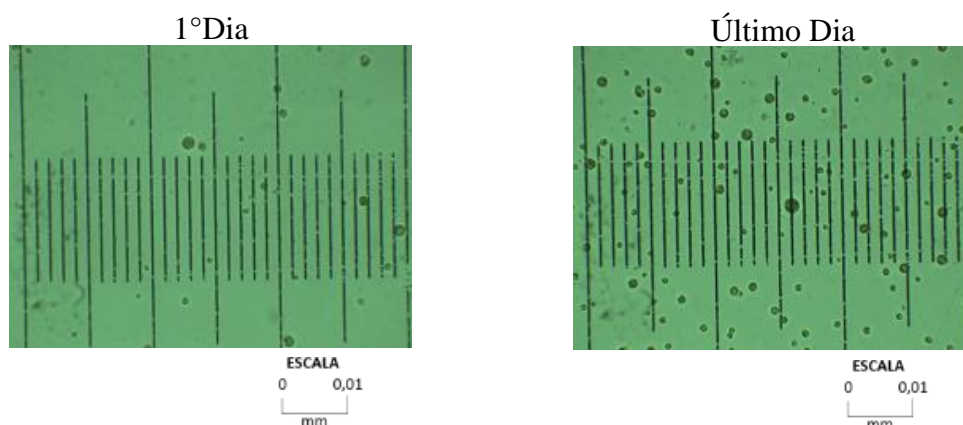 1°Dia
Último Dia
ESCALA
0 0,01
mm
ESCALA
0 0,01
mm